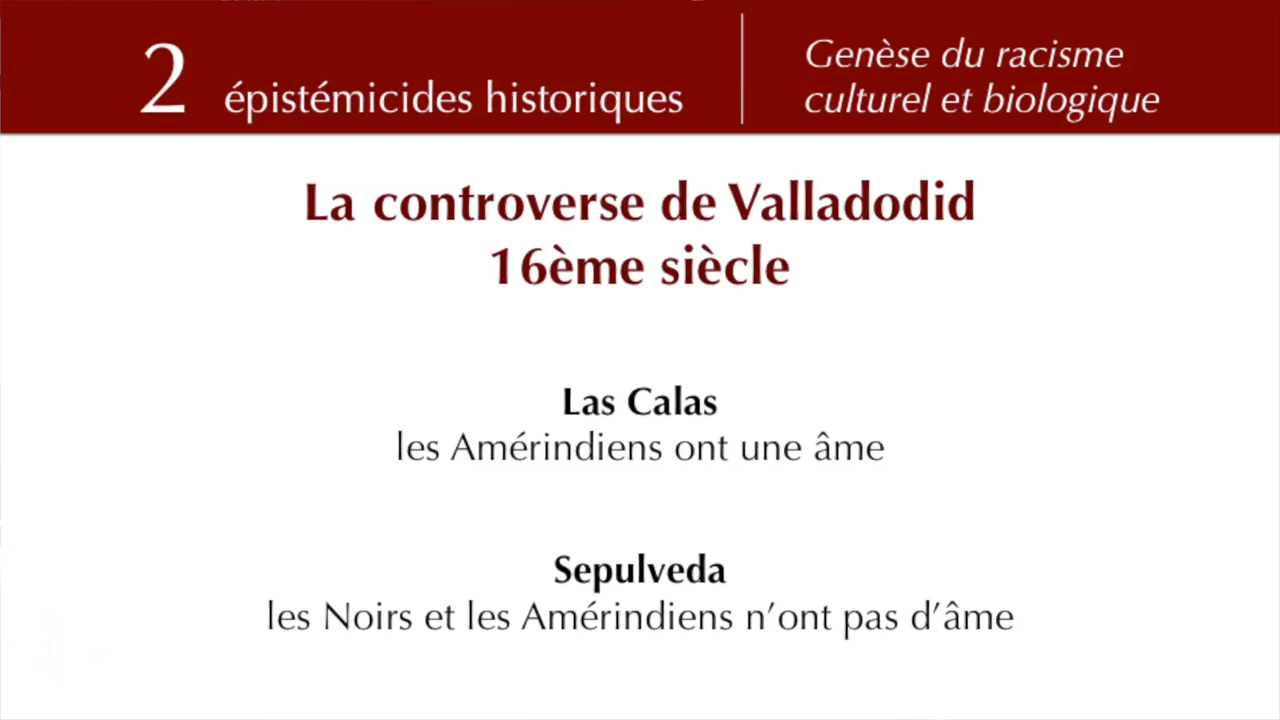 2 épistémicides historiques
Genèse du racisme
culturel et biologique
La controverse de Valladodid
16ème siècle
Las Calas
les Amérindiens ont une âme
Sepulveda
les Noirs et les Amérindiens n’ont pas d’âme